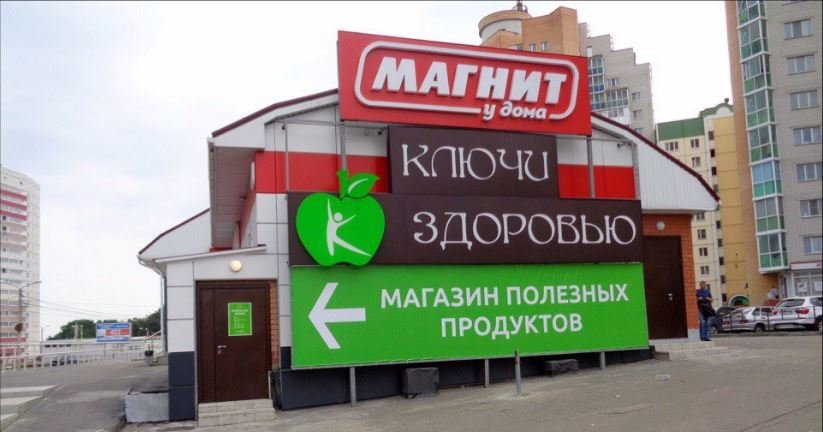 МАГНИТ
у дома
КЛЮЧИ
ЗДОРОВЬЮ
МАГАЗИН ПОЛЕЗНЫХ
ПРОДУКТОВ